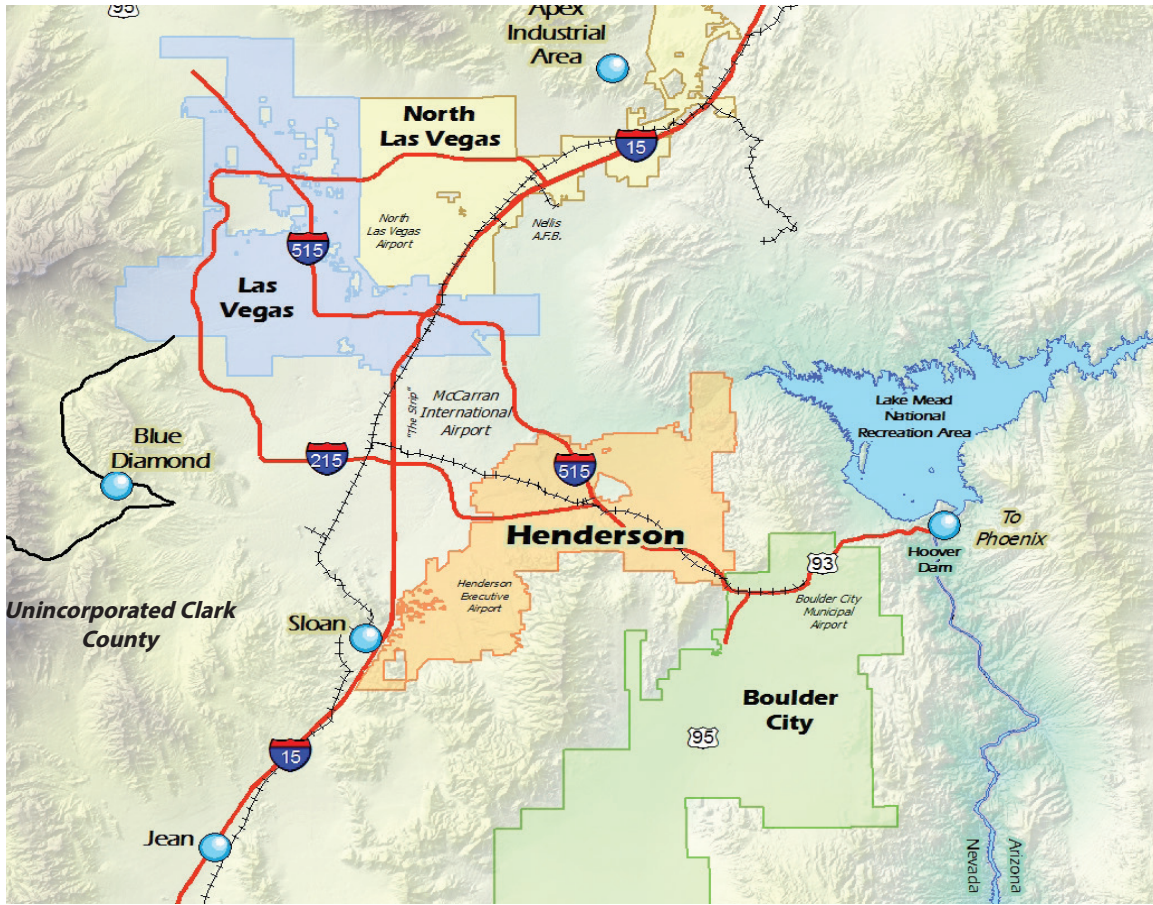 95
Apex
Industrial
Area
North
Las Vegas
15
North
Las Vegas
Airport
Nellis
A.F.B.
515
Las
Vegas
"The Strip"
McCarran
International
Airport
Lake Mead
National
Recreation Area
Blue
Diamond
215
515
To
Phoenix
Henderson
Hoover
Dam
93
Henderson
Executive
Airport
Boulder City
Municipal
Airport
Unincorporated Clark
County
Sloan
Boulder
City
95
15
Jean
Nevada
Arizona